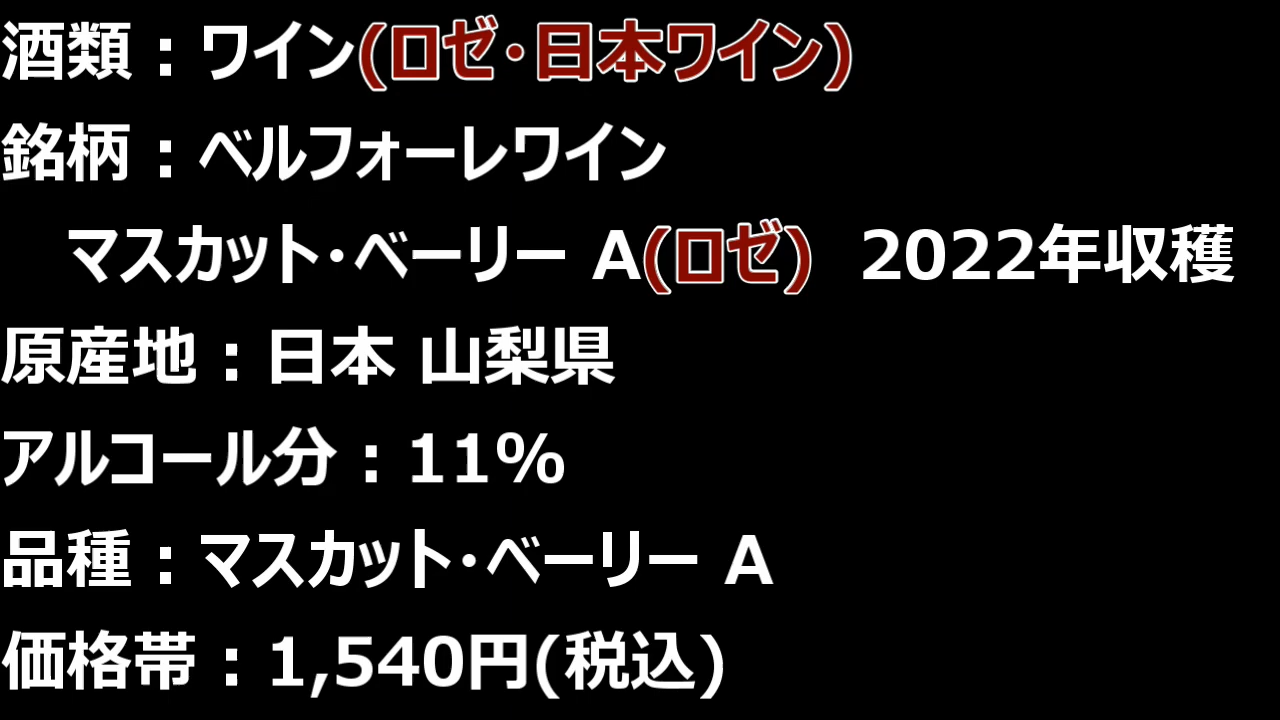 酒類：ワイン(ロゼ・日本ワイン)
銘柄：ベルフォーレワイン
マスカット・ベーリー A(ロゼ) 2022年収穫
原産地：日本 山梨県
アルコール分：11%
品種：マスカット・ベーリー A
価格帯：1,540円(税込)